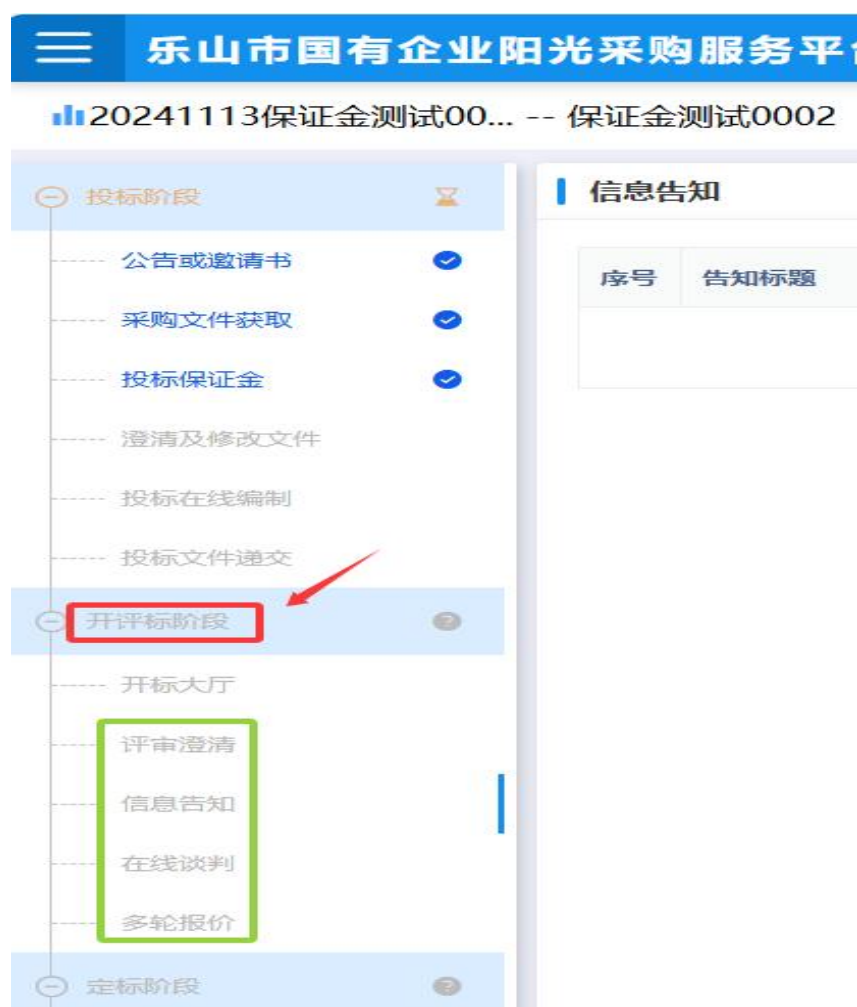 乐山市国有企业阳光采购服务平
20241113保证金测试00... -- 保证金测试0002
投标阶段
信息告知
公告或邀请书
序号 告知标题
采购文件获取
投标保证金
澄清及修改文件
投标在线编制
投标文件递交
开评标阶段
开标大厅
评审澄清
信息告知
在线谈判
多轮报价
定标阶段